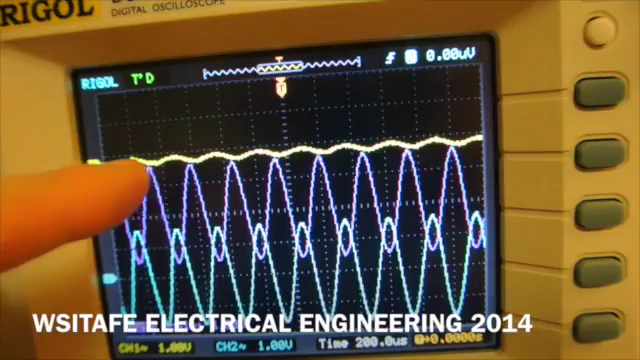 RIGOL
DIGITAL OSCILLOSCOPE
RIGOL T'D 0.00uV
T
WSITAFE ELECTRICAL ENGINEERING 2014
CH1~ 1.00V CH2~ 1.00V Time 200.0us 0.0000s